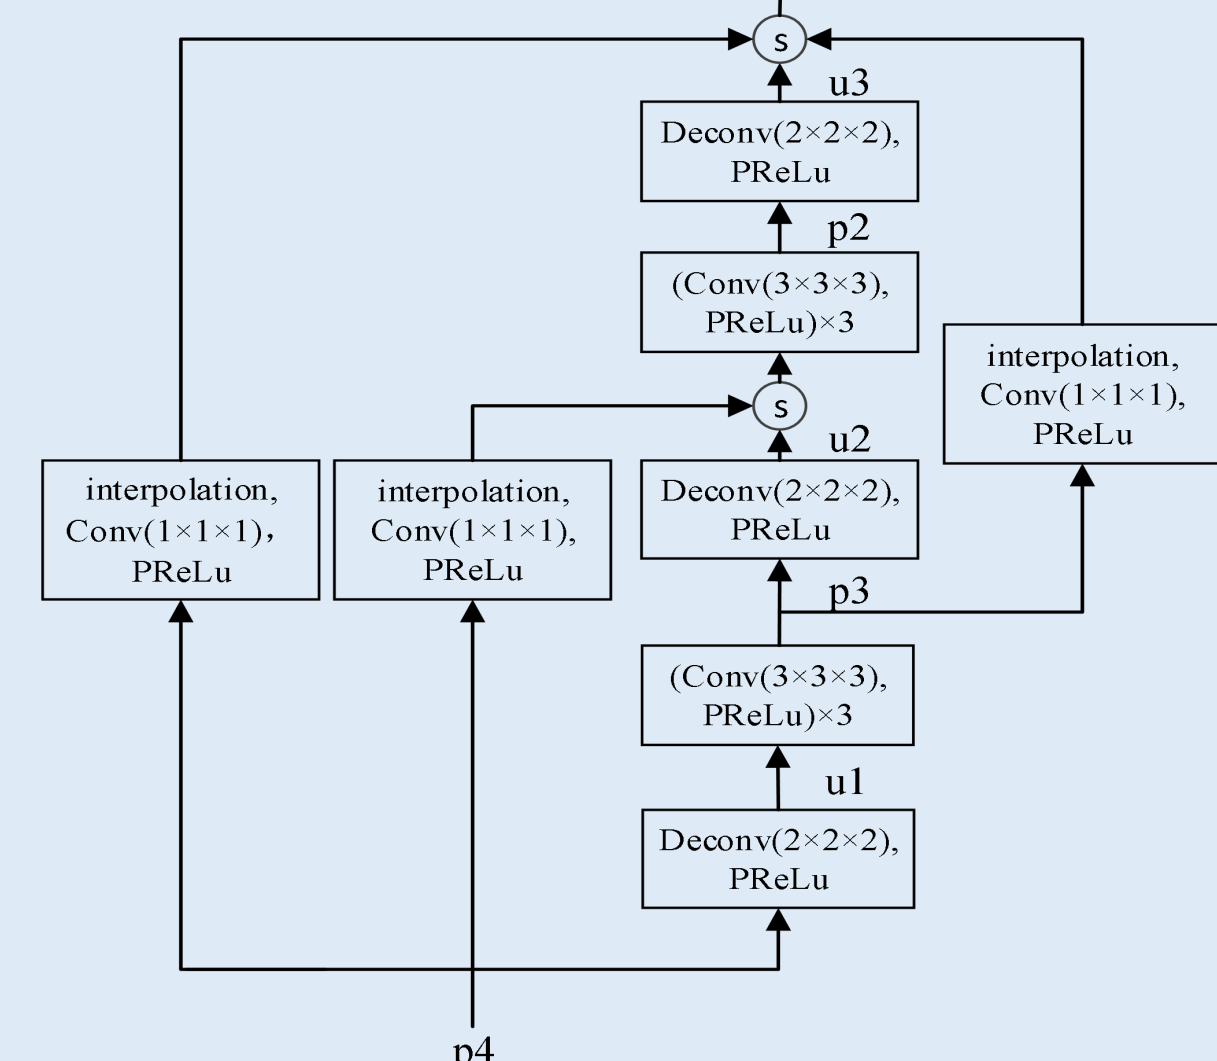 s
u3
Deconv(2×2×2),
PReLu
p2
(Conv(3×3×3),
PReLu)×3
interpolation,
Conv(1×1×1),
PReLu
s
u2
interpolation,
Conv(1×1×1)，
PReLu
interpolation,
Conv(1×1×1),
PReLu
Deconv(2×2×2),
PReLu
p3
(Conv(3×3×3),
PReLu)×3
u1
Deconv(2×2×2),
PReLu
p4